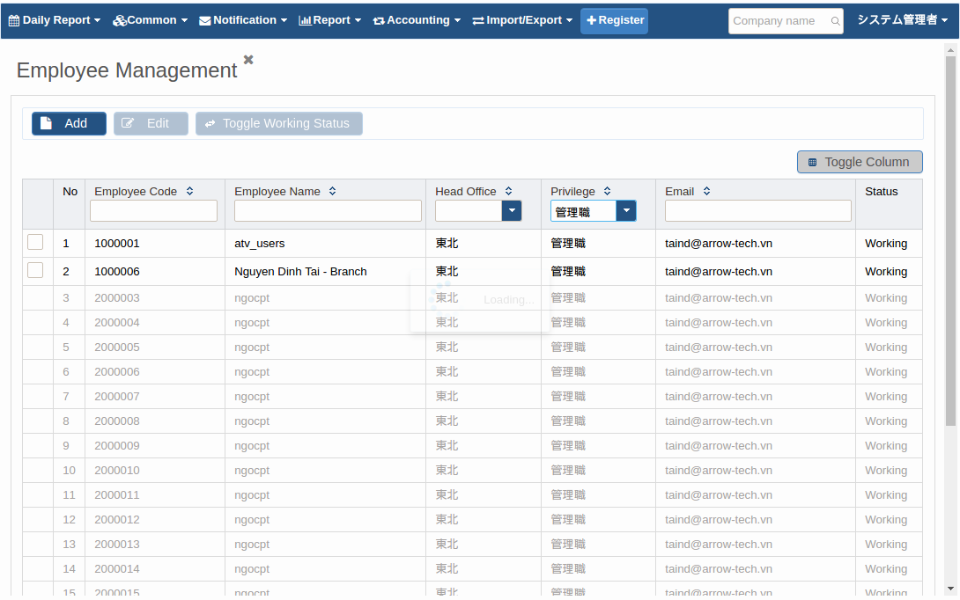 Daily Report Common Notification Report Accounting Import/Export Register Company name システム管理者
Employee Management
Add Edit Toggle Working Status
Toggle Column
No Employee Code Employee Name Head Office Privilege Email Status
管理職
1 1000001 atv_users 東北 管理職 taind@arrow-tech.vn Working
2 1000006 Nguyen Dinh Tai - Branch 東北 管理職 taind@arrow-tech.vn Working
3 2000003 ngocpt 東北 Loading... 管理職 taind@arrow-tech.vn Working
4 2000004 ngocpt 東北 管理職 taind@arrow-tech.vn Working
5 2000005 ngocpt 東北 管理職 taind@arrow-tech.vn Working
6 2000006 ngocpt 東北 管理職 taind@arrow-tech.vn Working
7 2000007 ngocpt 東北 管理職 taind@arrow-tech.vn Working
8 2000008 ngocpt 東北 管理職 taind@arrow-tech.vn Working
9 2000009 ngocpt 東北 管理職 taind@arrow-tech.vn Working
10 2000010 ngocpt 東北 管理職 taind@arrow-tech.vn Working
11 2000011 ngocpt 東北 管理職 taind@arrow-tech.vn Working
12 2000012 ngocpt 東北 管理職 taind@arrow-tech.vn Working
13 2000013 ngocpt 東北 管理職 taind@arrow-tech.vn Working
14 2000014 ngocpt 東北 管理職 taind@arrow-tech.vn Working
15 2000015 ngocpt 東北 管理職 taind@arrow-tech.vn Working